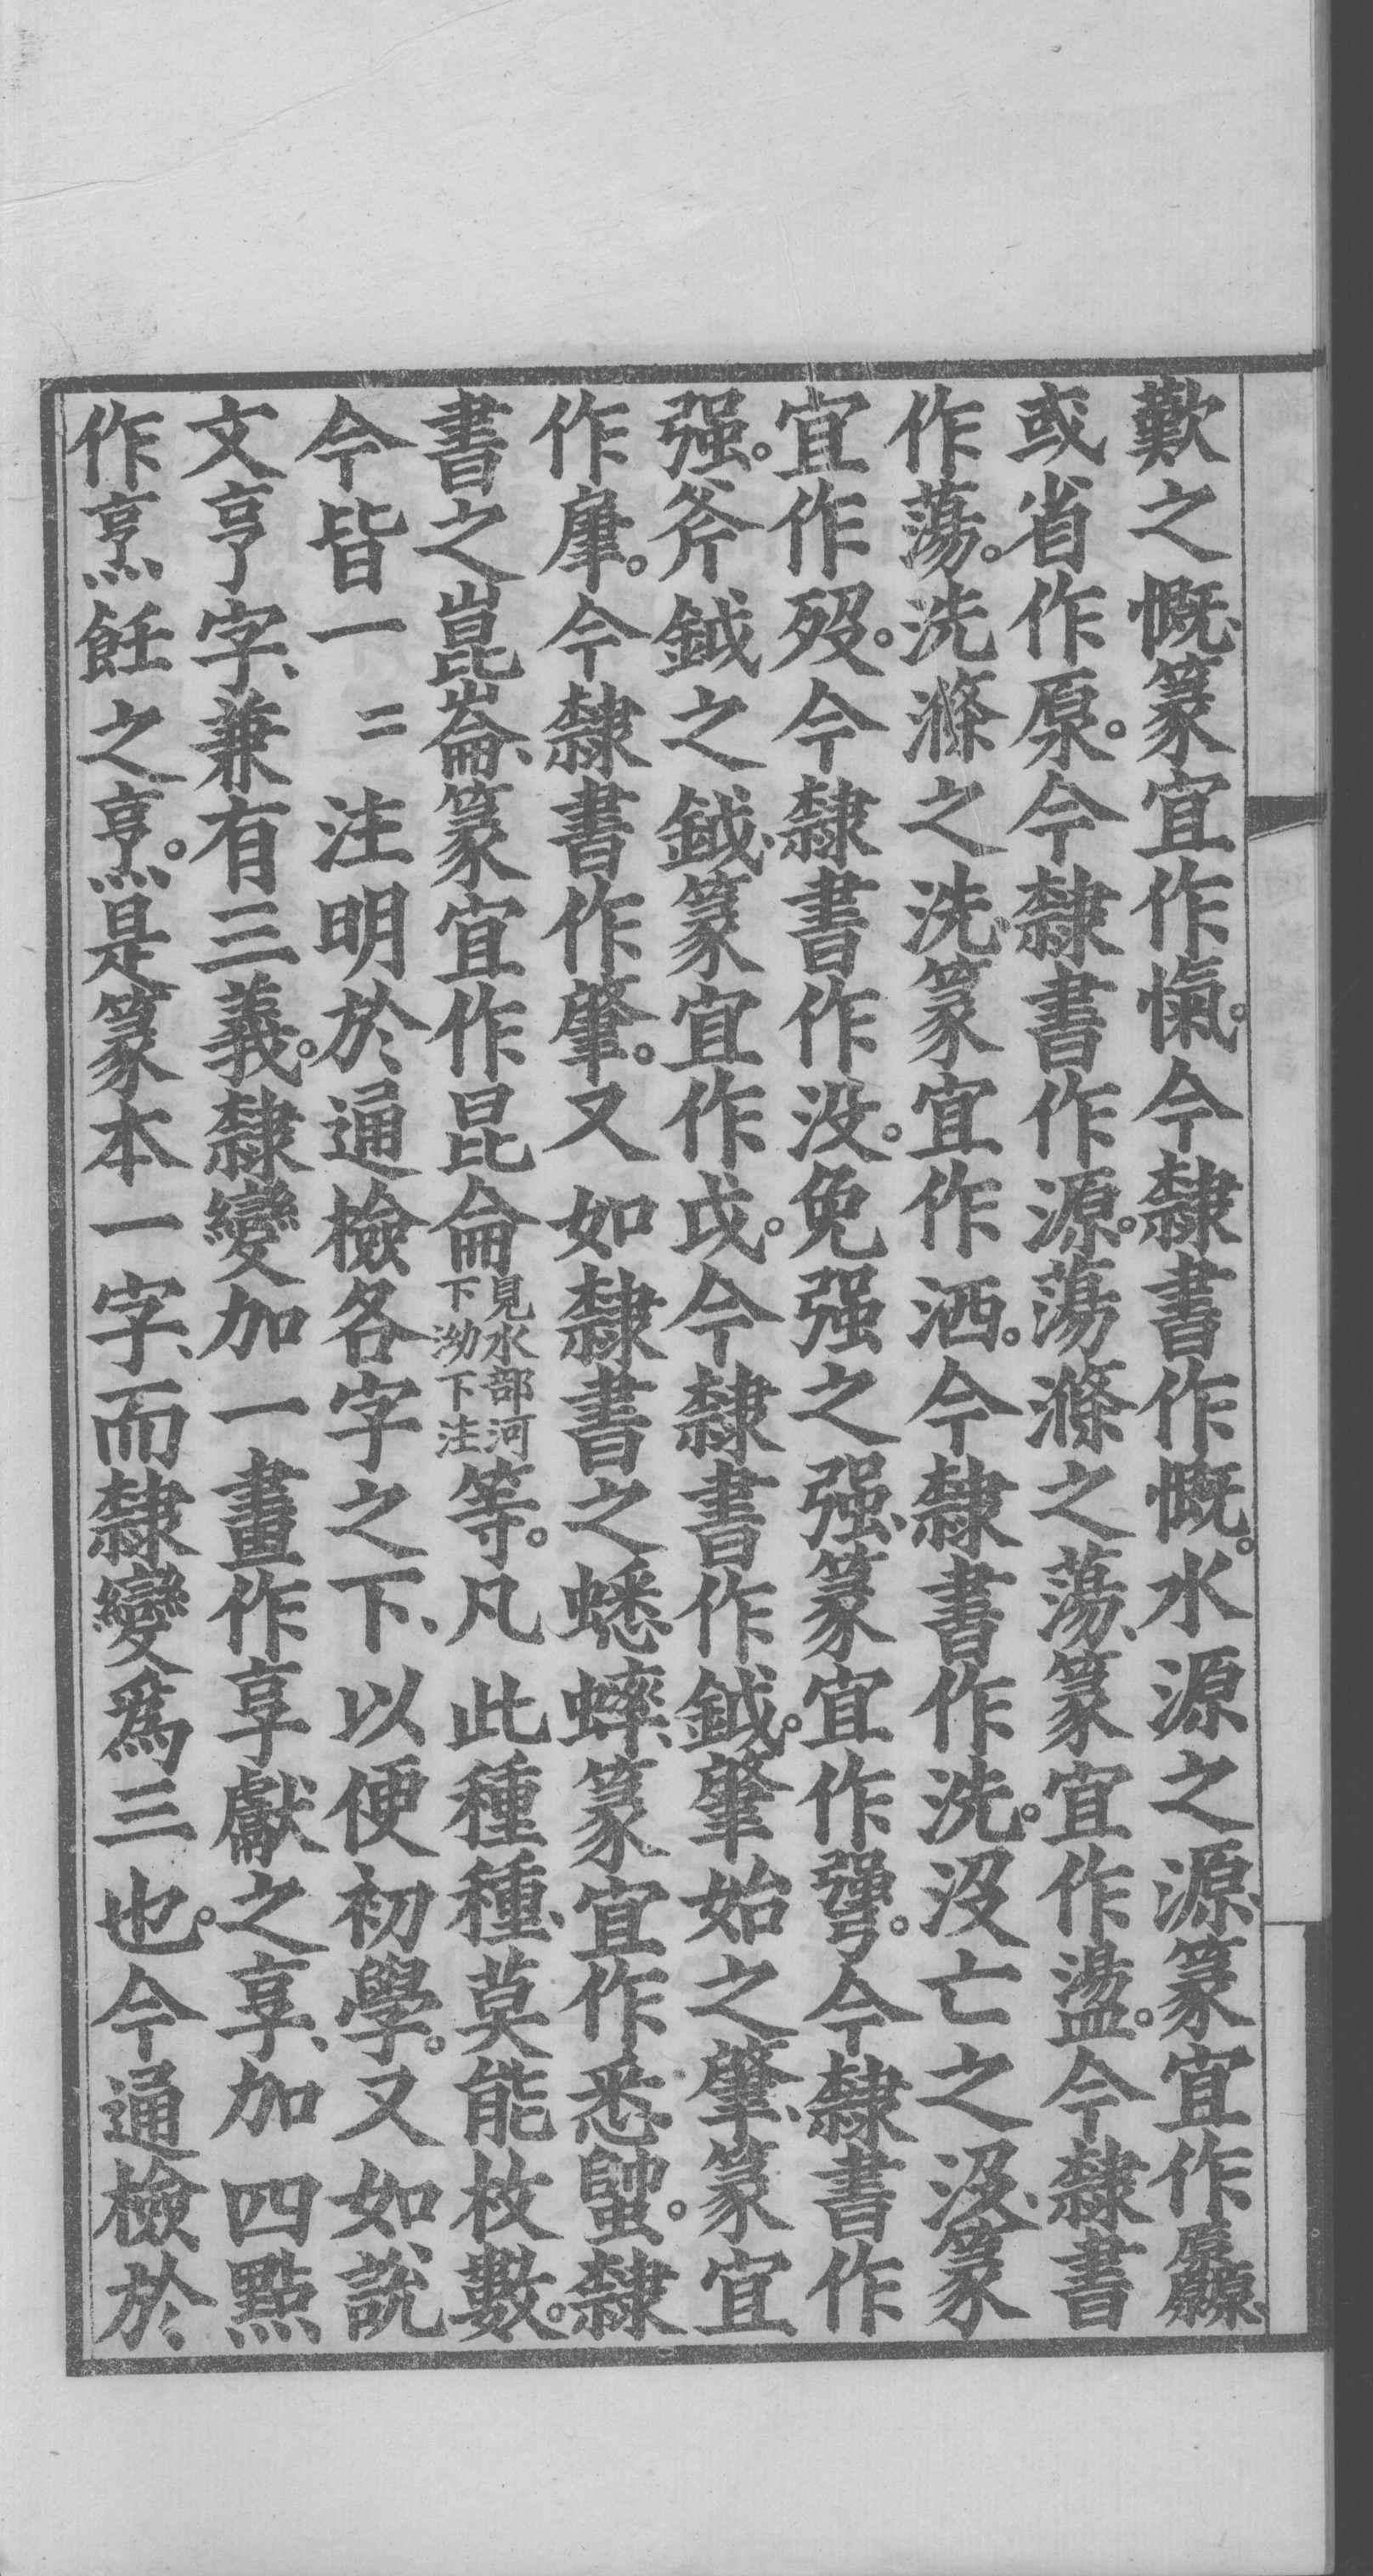 歎之慨、篆宜作愾。今隸書作慨。水源之源、篆宜作厵、
或省作原。今隸書作源。蕩滌之蕩、篆宜作盪。今隸書
作蕩。洗滌之洗、篆宜作洒。今隸書作洗。沒亡之沒、篆
宜作歿。今隸書作没。免强之强、篆宜作彊。今隸書作
强。斧鉞之鉞、篆宜作戉。今隸書作鉞。肇始之肇、篆宜
作肁。今隸書作肇。又如隸書之蟋蟀、篆宜作悉𧗿。隸
書之崑崙、篆宜作昆侖見水部河下泑下注等。凡此種種、莫能枚數。
今皆一二注明於通檢各字之下、以便初學。又如說
文亨字、兼有三義。隸變加一畫作享獻之享、加四點
作烹飪之烹。是篆本一字、而隸變爲三也。今通檢於